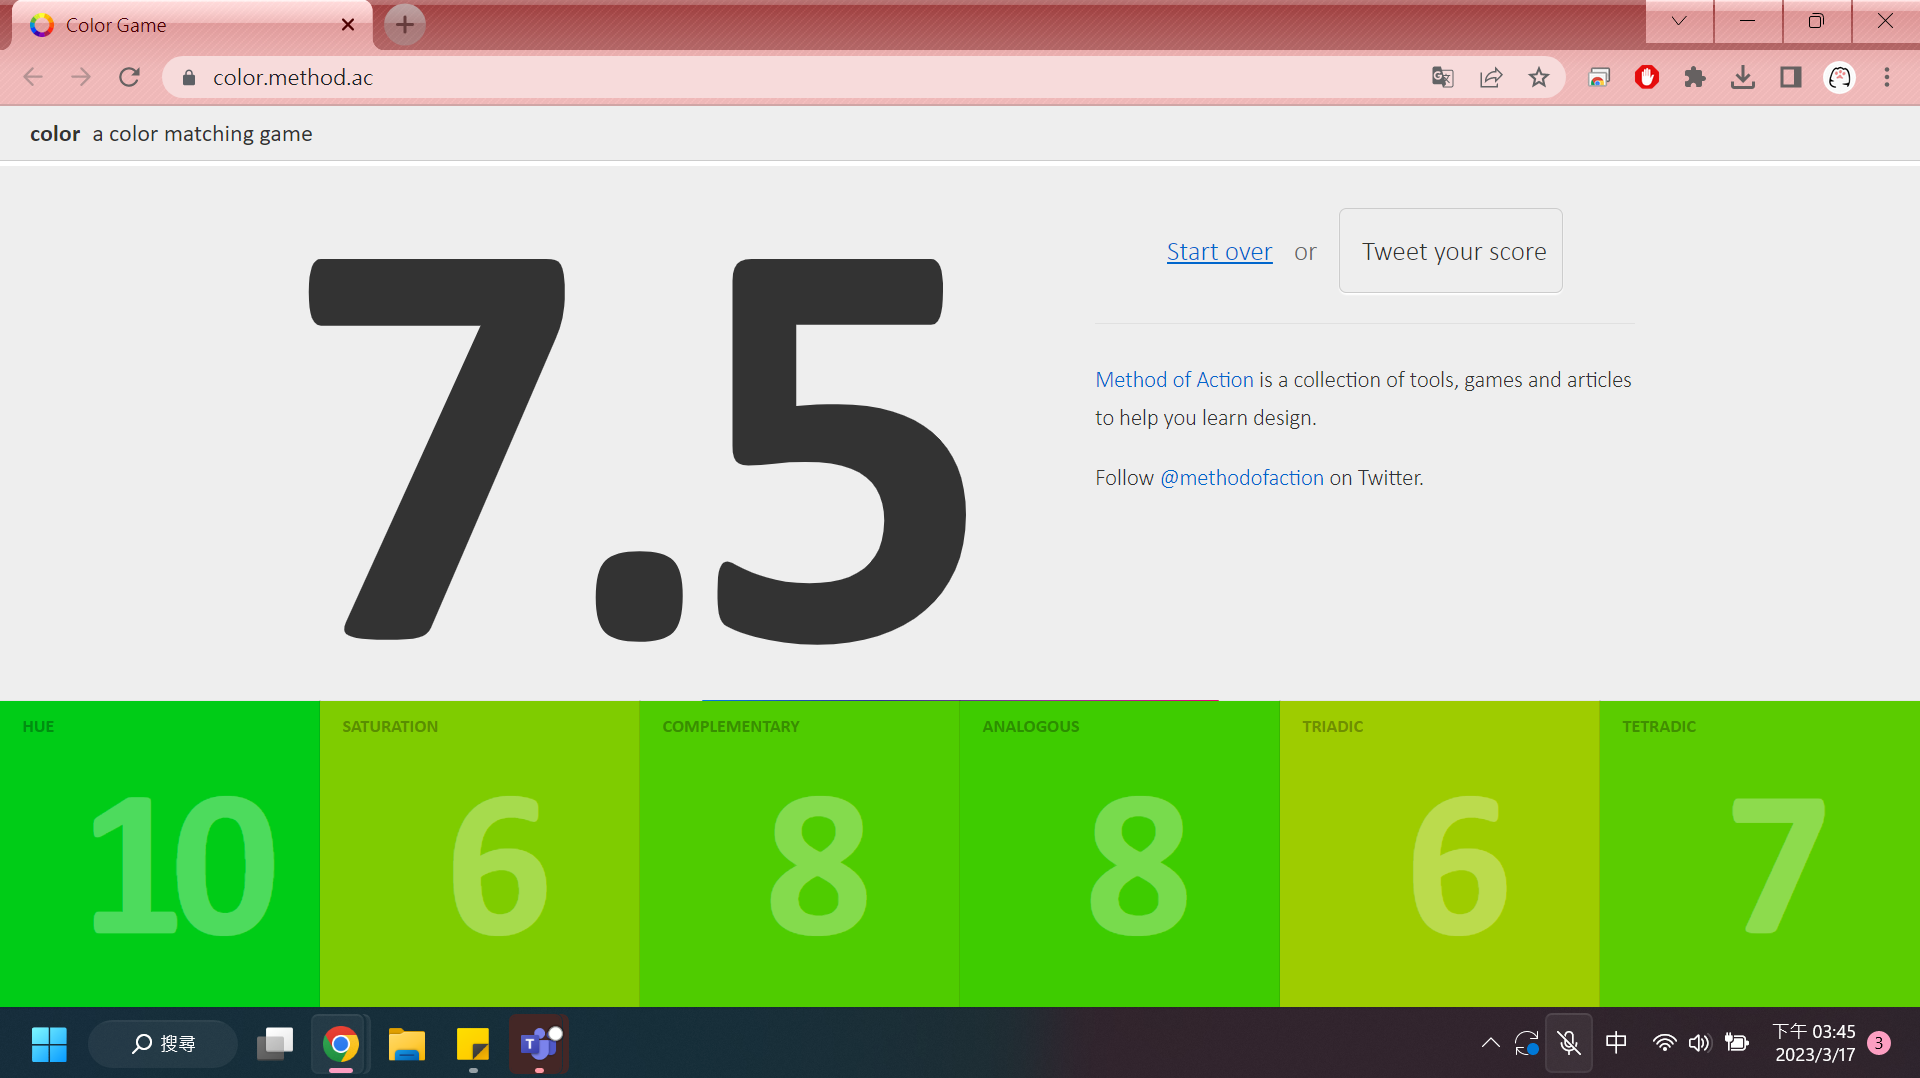 Color Game
color.method.ac
color a color matching game
7.5
Start over or Tweet your score
Method of Action is a collection of tools, games and articles
to help you learn design.
Follow @methodofaction on Twitter.
HUE
10
SATURATION
6
COMPLEMENTARY
8
ANALOGOUS
8
TRIADIC
6
TETRADIC
7
搜尋
中
下午 03:45
2023/3/17
3